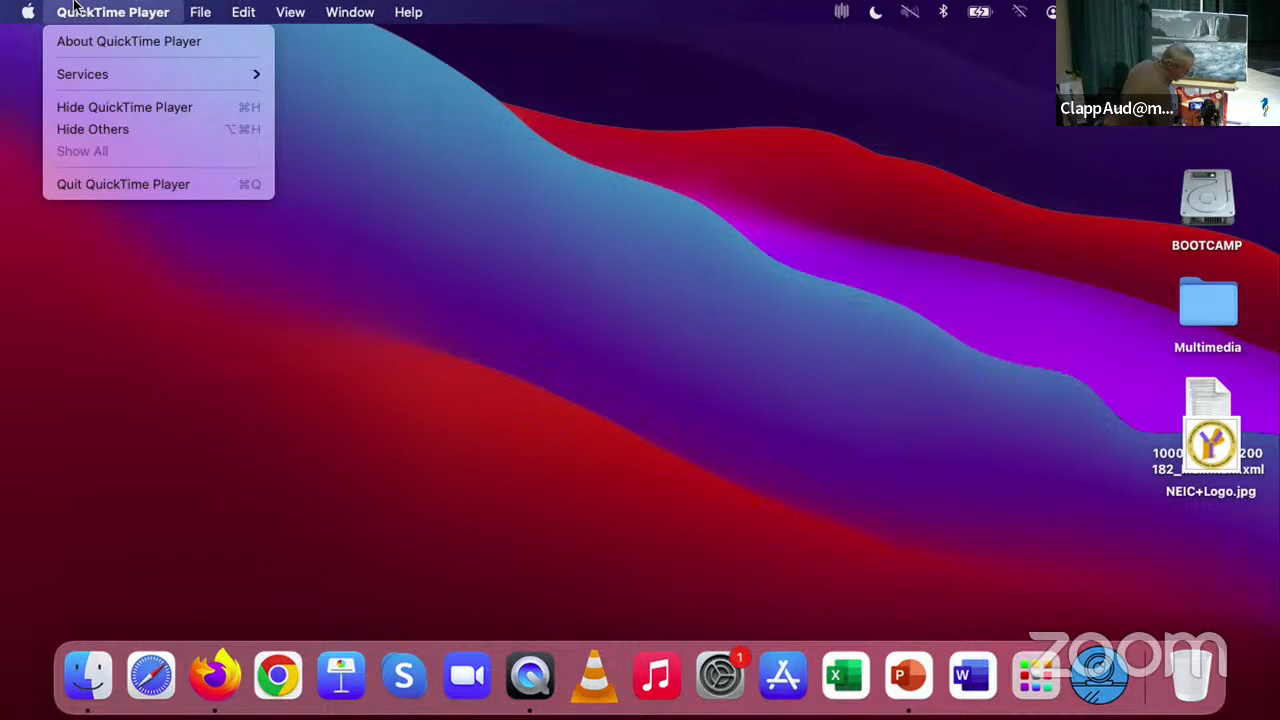 QuickTime Player File Edit View Window Help
About QuickTime Player
Services
Hide QuickTime Player ⌘H
Hide Others ⌥⌘H
Show All
Quit QuickTime Player ⌘Q
ClappAud@m...
BOOTCAMP
Multimedia
1000 200
182_ xml
NEIC+Logo.jpg
1
zoom